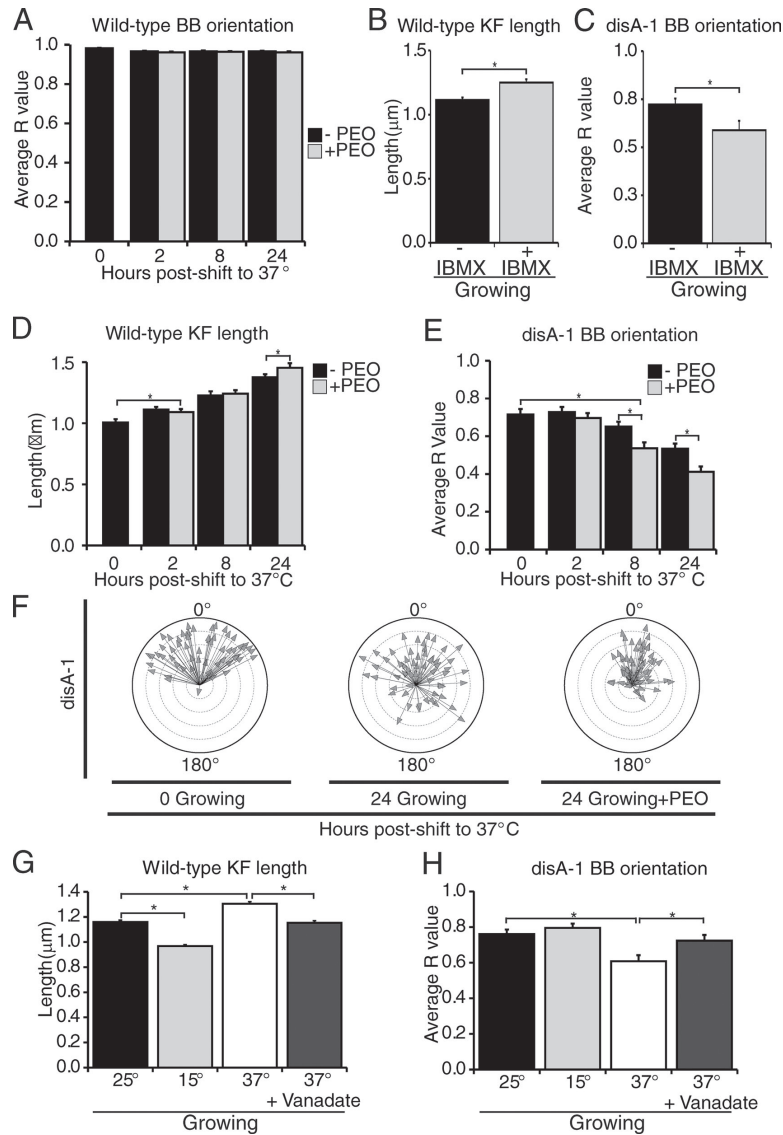 A
Wild-type BB orientation
Average R value
1.0
0.8
0.6
0.4
0.2
0.0
0 2 8 24
Hours post-shift to 37°
- PEO
+PEO
B
Wild-type KF length
Length(μm)
1.5
1.0
0.5
0.0
*
- +
IBMX IBMX
Growing
C
disA-1 BB orientation
Average R value
1.0
0.8
0.5
0.3
0.0
*
- +
IBMX IBMX
Growing
D
Wild-type KF length
Length(☒m)
1.5
1.0
0.5
0.0
*
*
0 2 8 24
Hours post-shift to 37°C
- PEO
+PEO
E
disA-1 BB orientation
Average R Value
1.0
0.8
0.6
0.4
0.2
0.0
- PEO
+PEO
*
*
*
0 2 8 24
Hours post-shift to 37° C
F
disA-1
0° 0° 0°
180° 180° 180°
0 Growing 24 Growing 24 Growing+PEO
Hours post-shift to 37°C
G
Wild-type KF length
Length(μm)
1.4
1.2
1.0
1.2
0.6
0.4
1.2
0.0
*
*
*
25° 15° 37° 37°
+ Vanadate
Growing
H
disA-1 BB orientation
Average R value
1.0
0.8
0.6
0.4
0.2
0.0
*
*
25° 15° 37° 37°
+ Vanadate
Growing